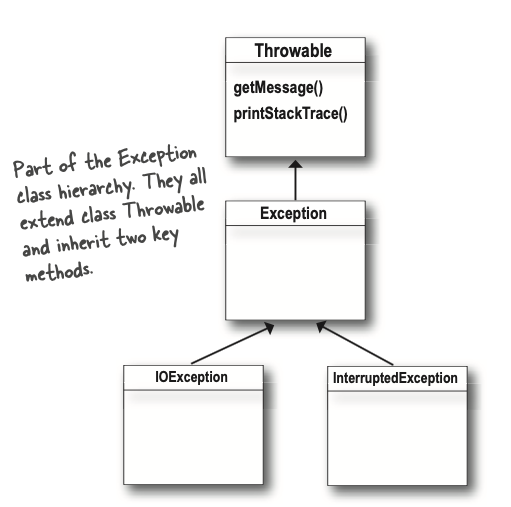 Throwable
getMessage()
printStackTrace()
Part of the Exception
class hierarchy. They all
extend class Throwable
and inherit two key
methods.
Exception
IOException
InterruptedException